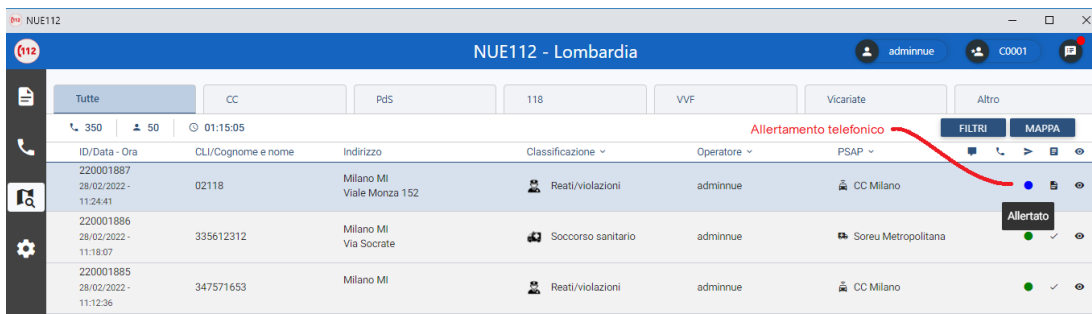 (112 NUE112
(112 NUE112 - Lombardia adminnue C0001
Tutte CC PdS 118 VVF Vicariate Altro
350 50 01:15:05 Allertamento telefonico FILTRI MAPPA
ID/Data - Ora CLI/Cognome e nome Indirizzo Classificazione Operatore PSAP
220001887
28/02/2022 -
11:24:41
02118
Milano MI
Viale Monza 152
Reati/violazioni adminnue CC Milano
Allertato
220001886
28/02/2022 -
11:18:07
335612312
Milano MI
Via Socrate
Soccorso sanitario adminnue Soreu Metropolitana
220001885
28/02/2022 -
11:12:36
347571653
Milano MI
Reati/violazioni adminnue CC Milano